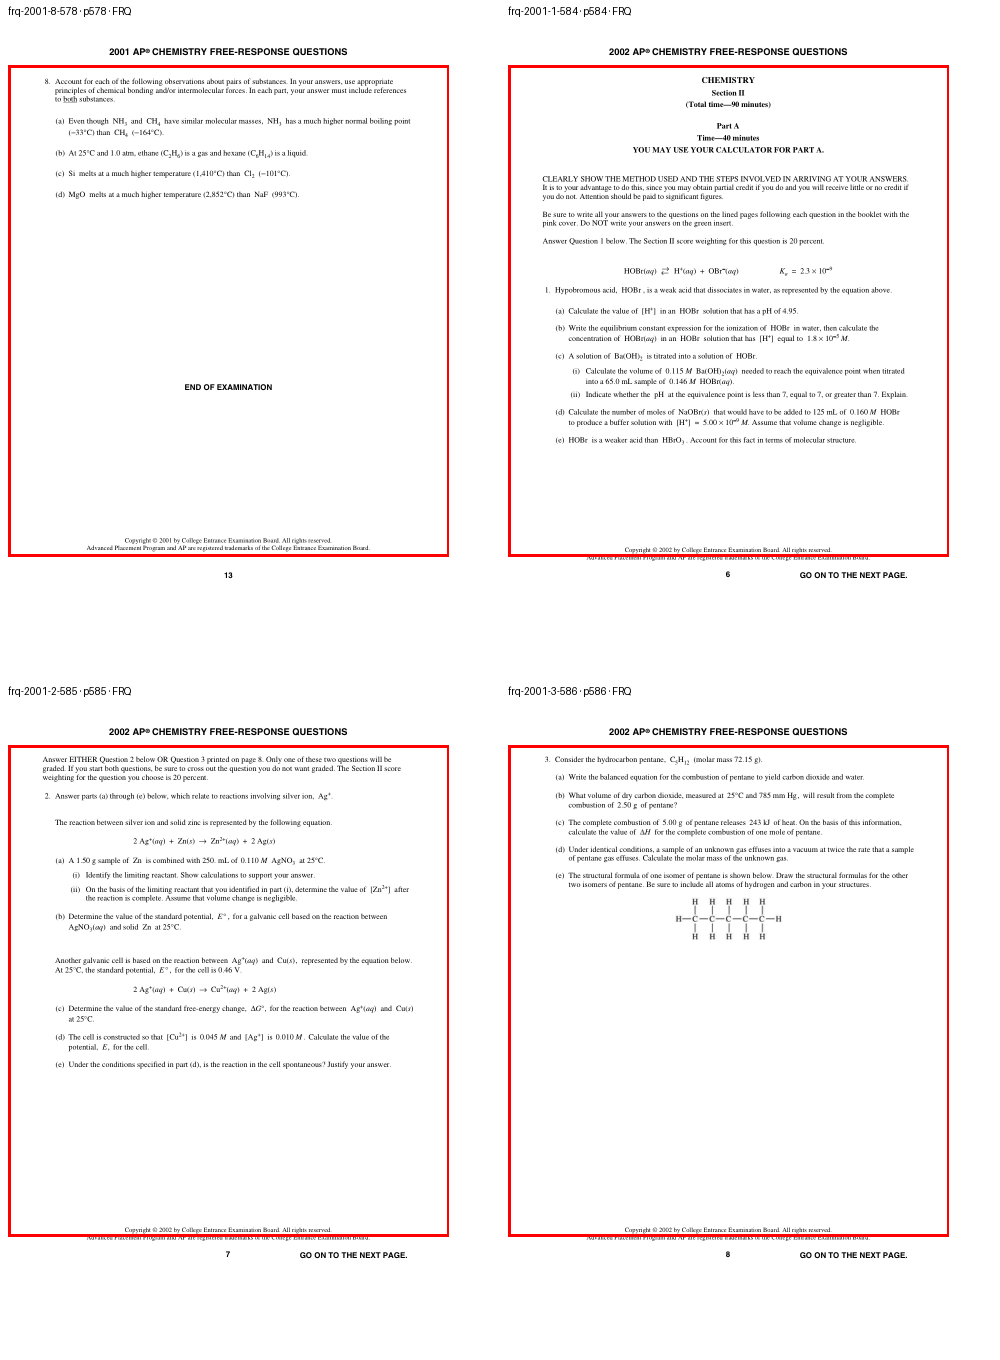 frq-2001-8-578 · p578 · FRQ
2001 AP® CHEMISTRY FREE-RESPONSE QUESTIONS
8. Account for each of the following observations about pairs of substances. In your answers, use appropriate
principles of chemical bonding and/or intermolecular forces. In each part, your answer must include references
to both substances.
(a) Even though NH₃ and CH₄ have similar molecular masses, NH₃ has a much higher normal boiling point
(−33°C) than CH₄ (−164°C).
(b) At 25°C and 1.0 atm, ethane (C₂H₆) is a gas and hexane (C₆H₁₄) is a liquid.
(c) Si melts at a much higher temperature (1,410°C) than Cl₂ (−101°C).
(d) MgO melts at a much higher temperature (2,852°C) than NaF (993°C).
END OF EXAMINATION
Copyright © 2001 by College Entrance Examination Board. All rights reserved.
Advanced Placement Program and AP are registered trademarks of the College Entrance Examination Board.
13
frq-2001-1-584 · p584 · FRQ
2002 AP® CHEMISTRY FREE-RESPONSE QUESTIONS
CHEMISTRY
Section II
(Total time—90 minutes)
Part A
Time—40 minutes
YOU MAY USE YOUR CALCULATOR FOR PART A.
CLEARLY SHOW THE METHOD USED AND THE STEPS INVOLVED IN ARRIVING AT YOUR ANSWERS.
It is to your advantage to do this, since you may obtain partial credit if you do and you will receive little or no credit if
you do not. Attention should be paid to significant figures.
Be sure to write all your answers to the questions on the lined pages following each question in the booklet with the
pink cover. Do NOT write your answers on the green insert.
Answer Question 1 below. The Section II score weighting for this question is 20 percent.
HOBr(aq) ⇄ H⁺(aq) + OBr⁻(aq) Kₐ = 2.3 × 10⁻⁹
1. Hypobromous acid, HOBr , is a weak acid that dissociates in water, as represented by the equation above.
(a) Calculate the value of [H⁺] in an HOBr solution that has a pH of 4.95.
(b) Write the equilibrium constant expression for the ionization of HOBr in water, then calculate the
concentration of HOBr(aq) in an HOBr solution that has [H⁺] equal to 1.8 × 10⁻⁵ M.
(c) A solution of Ba(OH)₂ is titrated into a solution of HOBr.
(i) Calculate the volume of 0.115 M Ba(OH)₂(aq) needed to reach the equivalence point when titrated
into a 65.0 mL sample of 0.146 M HOBr(aq).
(ii) Indicate whether the pH at the equivalence point is less than 7, equal to 7, or greater than 7. Explain.
(d) Calculate the number of moles of NaOBr(s) that would have to be added to 125 mL of 0.160 M HOBr
to produce a buffer solution with [H⁺] = 5.00 × 10⁻⁹ M. Assume that volume change is negligible.
(e) HOBr is a weaker acid than HBrO₃ . Account for this fact in terms of molecular structure.
Copyright © 2002 by College Entrance Examination Board. All rights reserved.
Advanced Placement Program and AP are registered trademarks of the College Entrance Examination Board.
6
GO ON TO THE NEXT PAGE.
frq-2001-2-585 · p585 · FRQ
2002 AP® CHEMISTRY FREE-RESPONSE QUESTIONS
Answer EITHER Question 2 below OR Question 3 printed on page 8. Only one of these two questions will be
graded. If you start both questions, be sure to cross out the question you do not want graded. The Section II score
weighting for the question you choose is 20 percent.
2. Answer parts (a) through (e) below, which relate to reactions involving silver ion, Ag⁺.
The reaction between silver ion and solid zinc is represented by the following equation.
2 Ag⁺(aq) + Zn(s) → Zn²⁺(aq) + 2 Ag(s)
(a) A 1.50 g sample of Zn is combined with 250. mL of 0.110 M AgNO₃ at 25°C.
(i) Identify the limiting reactant. Show calculations to support your answer.
(ii) On the basis of the limiting reactant that you identified in part (i), determine the value of [Zn²⁺] after
the reaction is complete. Assume that volume change is negligible.
(b) Determine the value of the standard potential, E° , for a galvanic cell based on the reaction between
AgNO₃(aq) and solid Zn at 25°C.
Another galvanic cell is based on the reaction between Ag⁺(aq) and Cu(s), represented by the equation below.
At 25°C, the standard potential, E° , for the cell is 0.46 V.
2 Ag⁺(aq) + Cu(s) → Cu²⁺(aq) + 2 Ag(s)
(c) Determine the value of the standard free-energy change, ΔG°, for the reaction between Ag⁺(aq) and Cu(s)
at 25°C.
(d) The cell is constructed so that [Cu²⁺] is 0.045 M and [Ag⁺] is 0.010 M . Calculate the value of the
potential, E, for the cell.
(e) Under the conditions specified in part (d), is the reaction in the cell spontaneous? Justify your answer.
Copyright © 2002 by College Entrance Examination Board. All rights reserved.
Advanced Placement Program and AP are registered trademarks of the College Entrance Examination Board.
7
GO ON TO THE NEXT PAGE.
frq-2001-3-586 · p586 · FRQ
2002 AP® CHEMISTRY FREE-RESPONSE QUESTIONS
3. Consider the hydrocarbon pentane, C₅H₁₂ (molar mass 72.15 g).
(a) Write the balanced equation for the combustion of pentane to yield carbon dioxide and water.
(b) What volume of dry carbon dioxide, measured at 25°C and 785 mm Hg , will result from the complete
combustion of 2.50 g of pentane?
(c) The complete combustion of 5.00 g of pentane releases 243 kJ of heat. On the basis of this information,
calculate the value of ΔH for the complete combustion of one mole of pentane.
(d) Under identical conditions, a sample of an unknown gas effuses into a vacuum at twice the rate that a sample
of pentane gas effuses. Calculate the molar mass of the unknown gas.
(e) The structural formula of one isomer of pentane is shown below. Draw the structural formulas for the other
two isomers of pentane. Be sure to include all atoms of hydrogen and carbon in your structures.
H H H H H
H—C—C—C—C—C—H
H H H H H
Copyright © 2002 by College Entrance Examination Board. All rights reserved.
Advanced Placement Program and AP are registered trademarks of the College Entrance Examination Board.
8
GO ON TO THE NEXT PAGE.